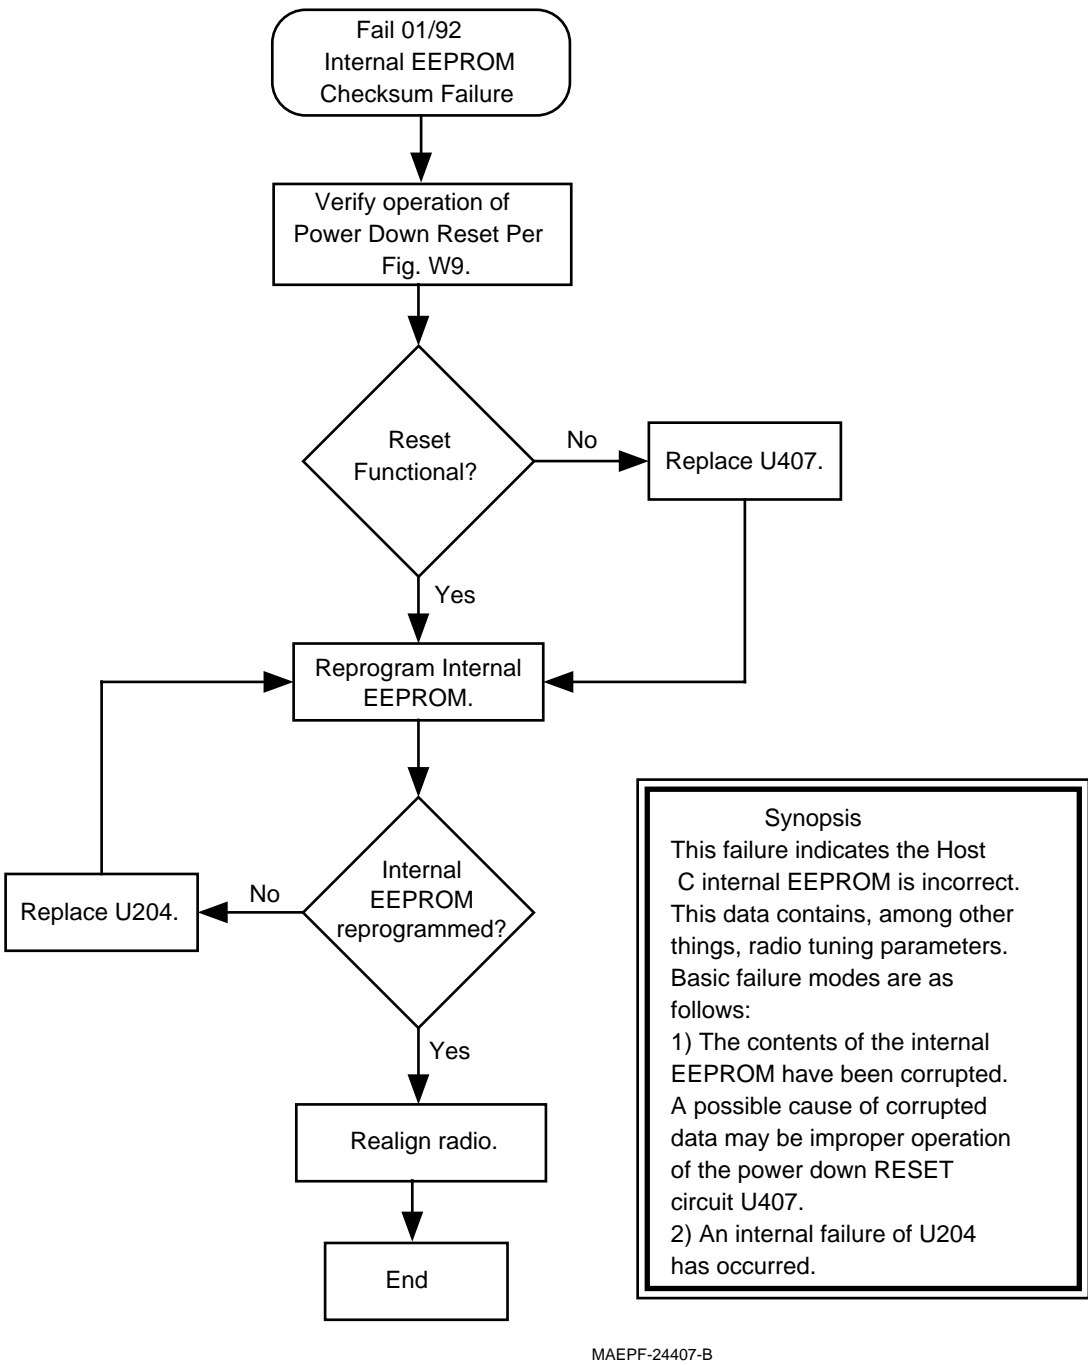 Fail 01/92
Internal EEPROM
Checksum Failure
Verify operation of
Power Down Reset Per
Fig. W9.
Reset
Functional?
No
Replace U407.
Yes
Reprogram Internal
EEPROM.
Internal
EEPROM
reprogrammed?
No
Replace U204.
Yes
Realign radio.
End
Synopsis
This failure indicates the Host
C internal EEPROM is incorrect.
This data contains, among other
things, radio tuning parameters.
Basic failure modes are as
follows:
1) The contents of the internal
EEPROM have been corrupted.
A possible cause of corrupted
data may be improper operation
of the power down RESET
circuit U407.
2) An internal failure of U204
has occurred.
MAEPF-24407-B